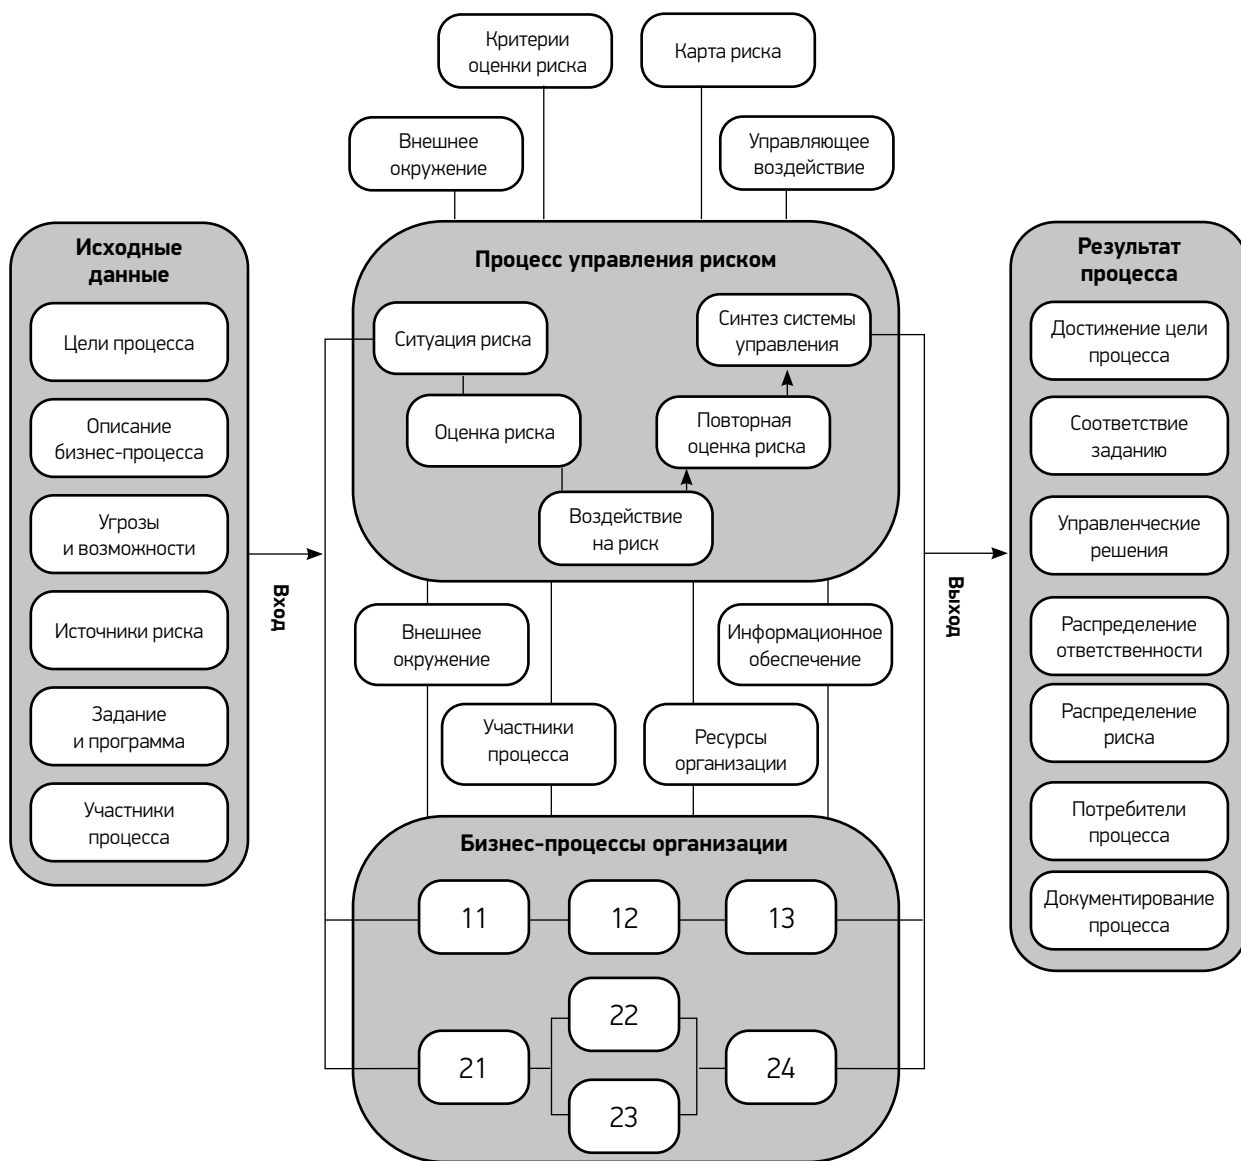 Критерии
оценки риска
Карта риска
Внешнее
окружение
Управляющее
воздействие
Исходные
данные
Цели процесса
Описание
бизнес-процесса
Угрозы
и возможности
Источники риска
Задание
и программа
Участники
процесса
Вход
Процесс управления риском
Ситуация риска
Оценка риска
Воздействие
на риск
Повторная
оценка риска
Синтез системы
управления
Внешнее
окружение
Участники
процесса
Ресурсы
организации
Информационное
обеспечение
Бизнес-процессы организации
11
12
13
21
22
23
24
Выход
Результат
процесса
Достижение цели
процесса
Соответствие
заданию
Управленческие
решения
Распределение
ответственности
Распределение
риска
Потребители
процесса
Документирование
процесса